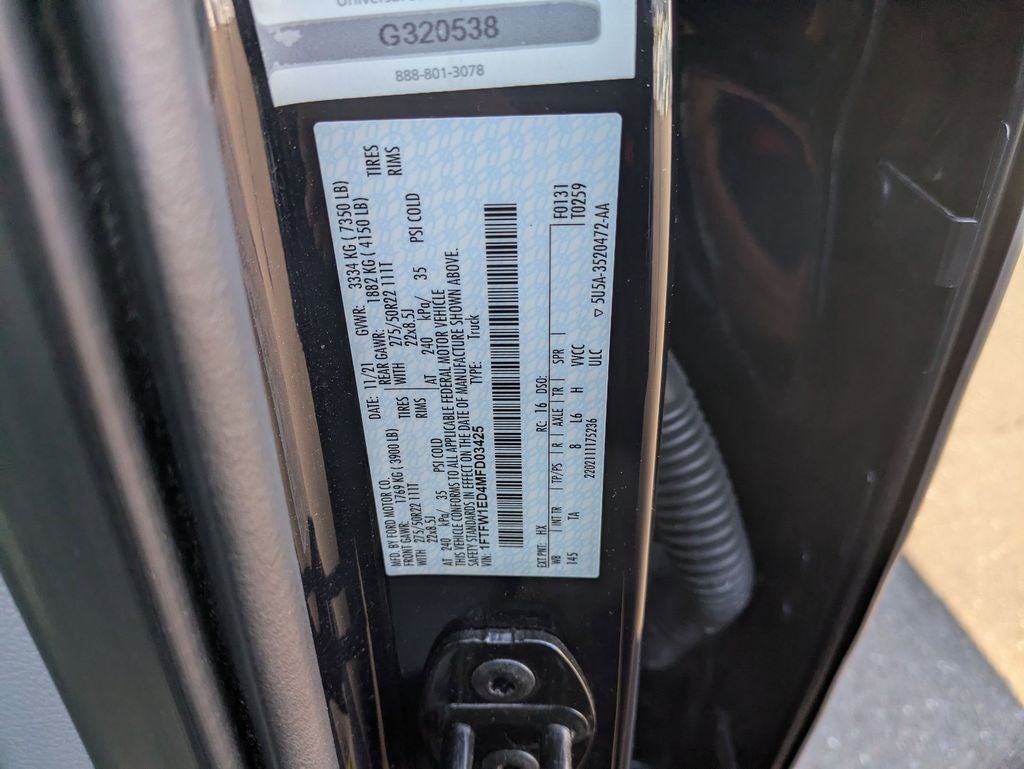 G320538
888-801-3078
MFD. BY FORD MOTOR CO.
DATE: 11/21
GVWR: 3334 KG ( 7350 LB)
FRONT GAWR: 1769 KG ( 3900 LB)
REAR GAWR: 1882 KG ( 4150 LB)
WITH 275/50R22 111T TIRES
WITH 275/50R22 111T TIRES
22x8.5J RIMS
22x8.5J RIMS
AT 240 kPa/ 35 PSI COLD
AT 240 kPa/ 35 PSI COLD
THIS VEHICLE CONFORMS TO ALL APPLICABLE FEDERAL MOTOR VEHICLE
SAFETY STANDARDS IN EFFECT ON THE DATE OF MANUFACTURE SHOWN ABOVE.
VIN: 1FTFW1ED4MFD03425
TYPE: Truck
EXT PNT: HX RC: 16 DSO: F0131
WB INT TR TP/PS R AXLE TR SPR T0259
145 TA 8 L6 H VVCC
ULC
2202111175236
▽ 5U5A-3520472-AA